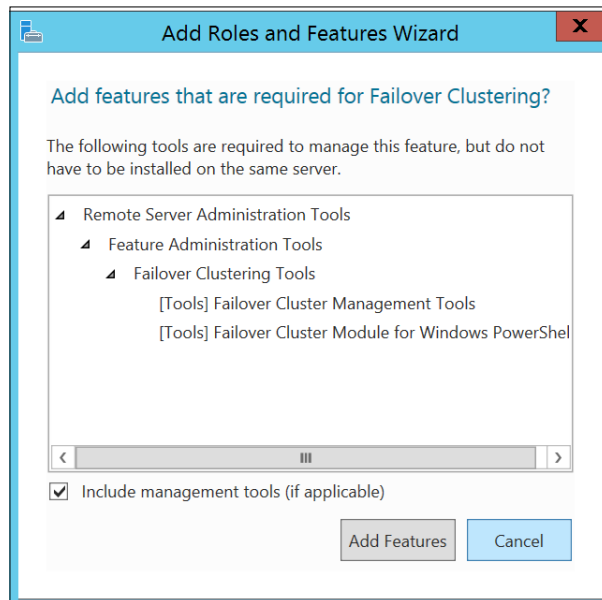 Add Roles and Features Wizard
x
Add features that are required for Failover Clustering?
The following tools are required to manage this feature, but do not
have to be installed on the same server.
Remote Server Administration Tools
Feature Administration Tools
Failover Clustering Tools
[Tools] Failover Cluster Management Tools
[Tools] Failover Cluster Module for Windows PowerShel
Include management tools (if applicable)
Add Features
Cancel